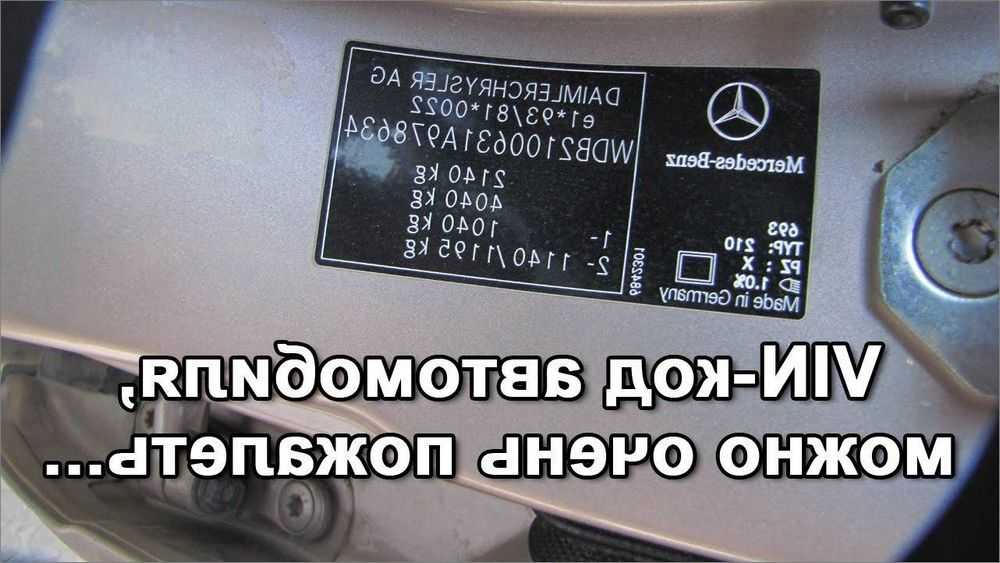 Mercedes-Benz
693
TYP: 210
PZ : X
1.0%
Made in Germany
DAIMLERCHRYSLER AG
e1*93/81*0022
WDB2100631A978634
2140 kg
4040 kg
1- 1040 kg
2- 1140/1195 kg
6842301
VIN-код автомобиля,
можно очень пожалеть...